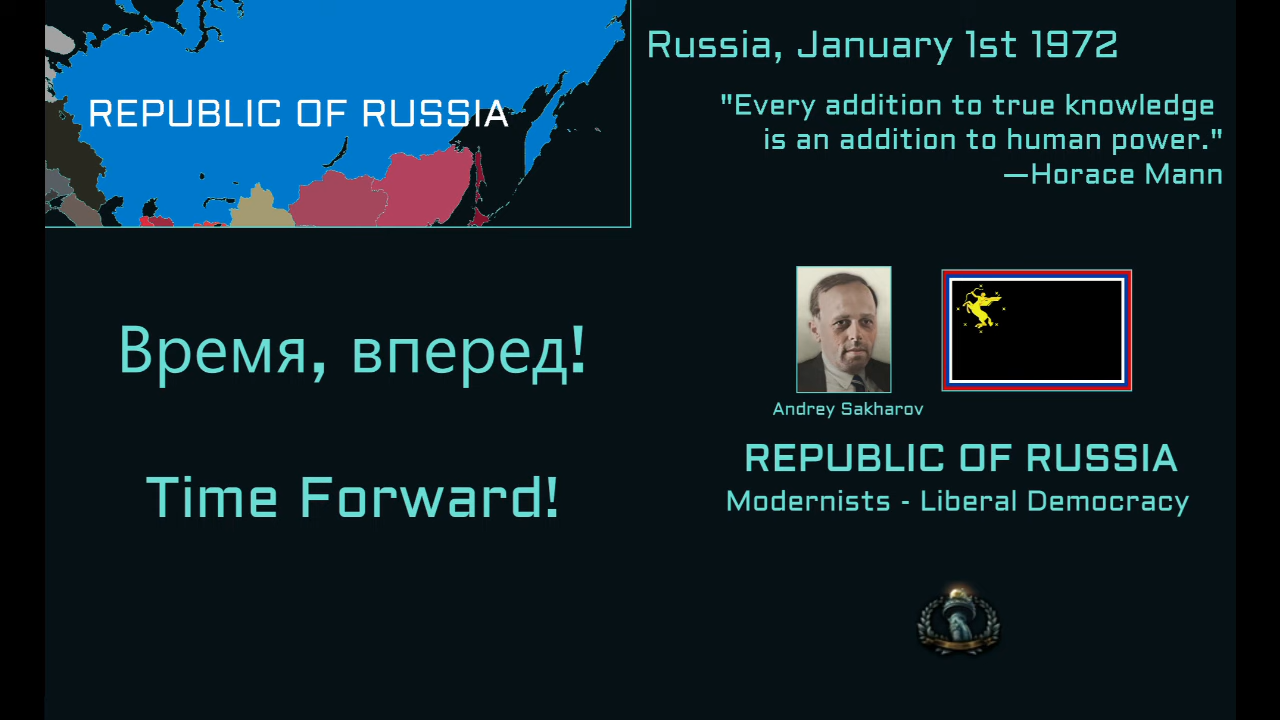 REPUBLIC OF RUSSIA
Russia, January 1st 1972
"Every addition to true knowledge
is an addition to human power."
—Horace Mann
Время, вперед!
Time Forward!
Andrey Sakharov
REPUBLIC OF RUSSIA
Modernists - Liberal Democracy